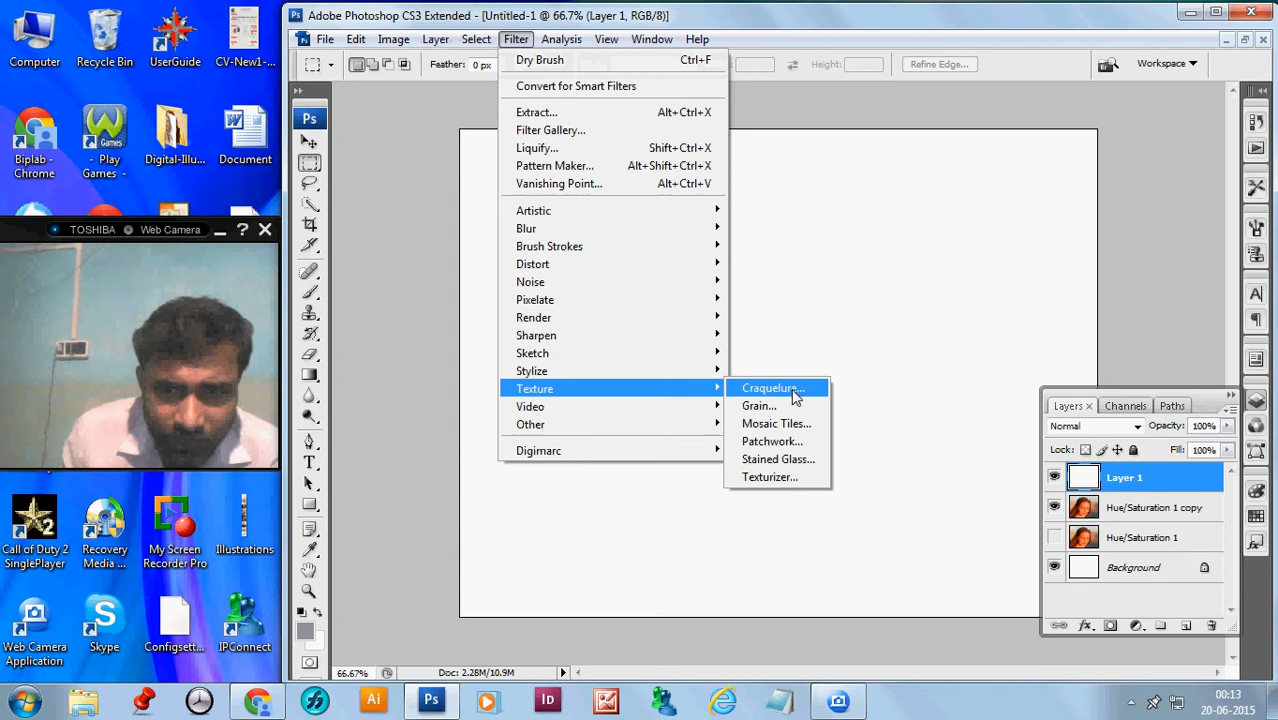 Computer
Recycle Bin
UserGuide
CV-New1-...
Biplab -
Chrome
- Play
Games -
Digital-Illu...
Document
TOSHIBA
Web Camera
Call of Duty 2
SinglePlayer
Recovery
Media ...
My Screen
Recorder Pro
Illustrations
Web Camera
Application
Skype
Configsett...
IPConnect
Adobe Photoshop CS3 Extended - [Untitled-1 @ 66.7% (Layer 1, RGB/8)]
File Edit Image Layer Select Filter Analysis View Window Help
Feather: 0 px
Height:
Refine Edge...
Workspace
Ps
Dry Brush Ctrl+F
Convert for Smart Filters
Extract... Alt+Ctrl+X
Filter Gallery...
Liquify... Shift+Ctrl+X
Pattern Maker... Alt+Shift+Ctrl+X
Vanishing Point... Alt+Ctrl+V
Artistic
Blur
Brush Strokes
Distort
Noise
Pixelate
Render
Sharpen
Sketch
Stylize
Texture
Video
Other
Digimarc
Craquelure...
Grain...
Mosaic Tiles...
Patchwork...
Stained Glass...
Texturizer...
Layers Channels Paths
Normal Opacity: 100%
Lock: Fill: 100%
Layer 1
Hue/Saturation 1 copy
Hue/Saturation 1
Background
66.67% Doc: 2.28M/10.9M
Ai
Ps
Id
00:13
20-06-2015